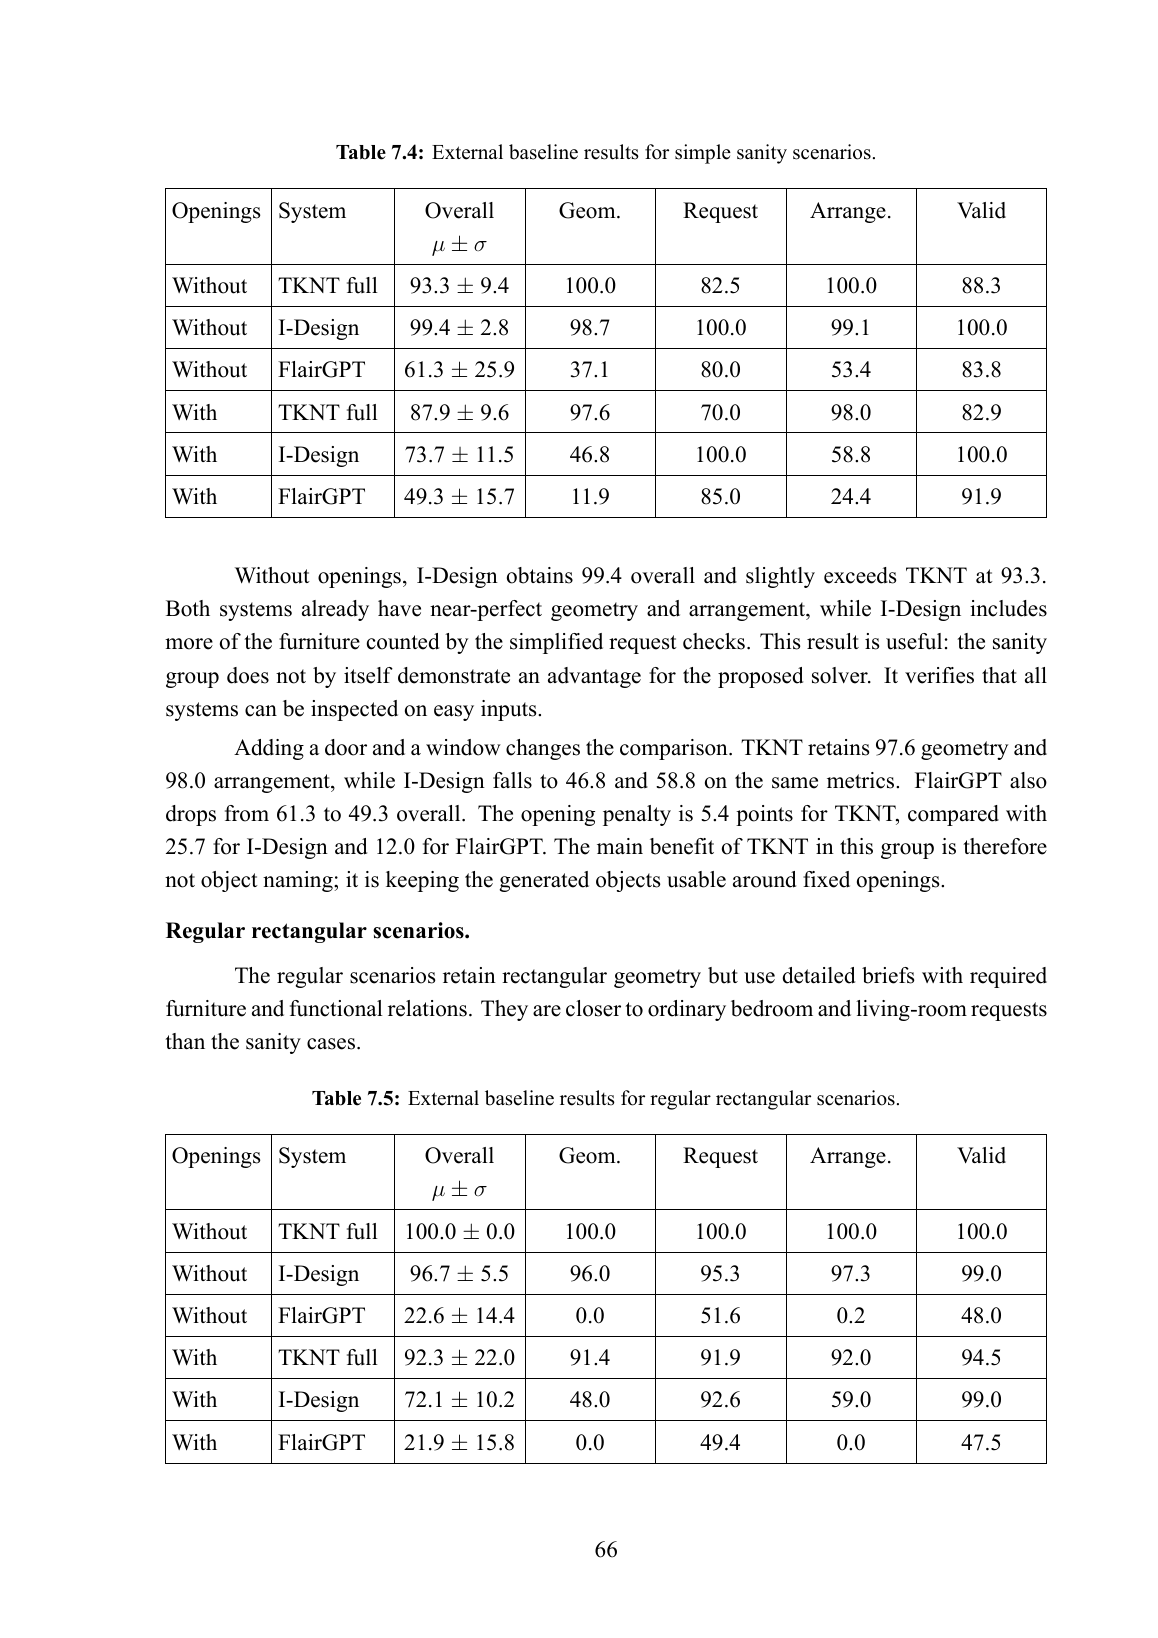 Table 7.4: External baseline results for simple sanity scenarios.
Openings System Overall Geom. Request Arrange. Valid
μ ± σ
Without TKNT full 93.3 ± 9.4 100.0 82.5 100.0 88.3
Without I-Design 99.4 ± 2.8 98.7 100.0 99.1 100.0
Without FlairGPT 61.3 ± 25.9 37.1 80.0 53.4 83.8
With TKNT full 87.9 ± 9.6 97.6 70.0 98.0 82.9
With I-Design 73.7 ± 11.5 46.8 100.0 58.8 100.0
With FlairGPT 49.3 ± 15.7 11.9 85.0 24.4 91.9
Without openings, I-Design obtains 99.4 overall and slightly exceeds TKNT at 93.3.
Both systems already have near-perfect geometry and arrangement, while I-Design includes
more of the furniture counted by the simplified request checks. This result is useful: the sanity
group does not by itself demonstrate an advantage for the proposed solver. It verifies that all
systems can be inspected on easy inputs.
Adding a door and a window changes the comparison. TKNT retains 97.6 geometry and
98.0 arrangement, while I-Design falls to 46.8 and 58.8 on the same metrics. FlairGPT also
drops from 61.3 to 49.3 overall. The opening penalty is 5.4 points for TKNT, compared with
25.7 for I-Design and 12.0 for FlairGPT. The main benefit of TKNT in this group is therefore
not object naming; it is keeping the generated objects usable around fixed openings.
Regular rectangular scenarios.
The regular scenarios retain rectangular geometry but use detailed briefs with required
furniture and functional relations. They are closer to ordinary bedroom and living-room requests
than the sanity cases.
Table 7.5: External baseline results for regular rectangular scenarios.
Openings System Overall Geom. Request Arrange. Valid
μ ± σ
Without TKNT full 100.0 ± 0.0 100.0 100.0 100.0 100.0
Without I-Design 96.7 ± 5.5 96.0 95.3 97.3 99.0
Without FlairGPT 22.6 ± 14.4 0.0 51.6 0.2 48.0
With TKNT full 92.3 ± 22.0 91.4 91.9 92.0 94.5
With I-Design 72.1 ± 10.2 48.0 92.6 59.0 99.0
With FlairGPT 21.9 ± 15.8 0.0 49.4 0.0 47.5
66